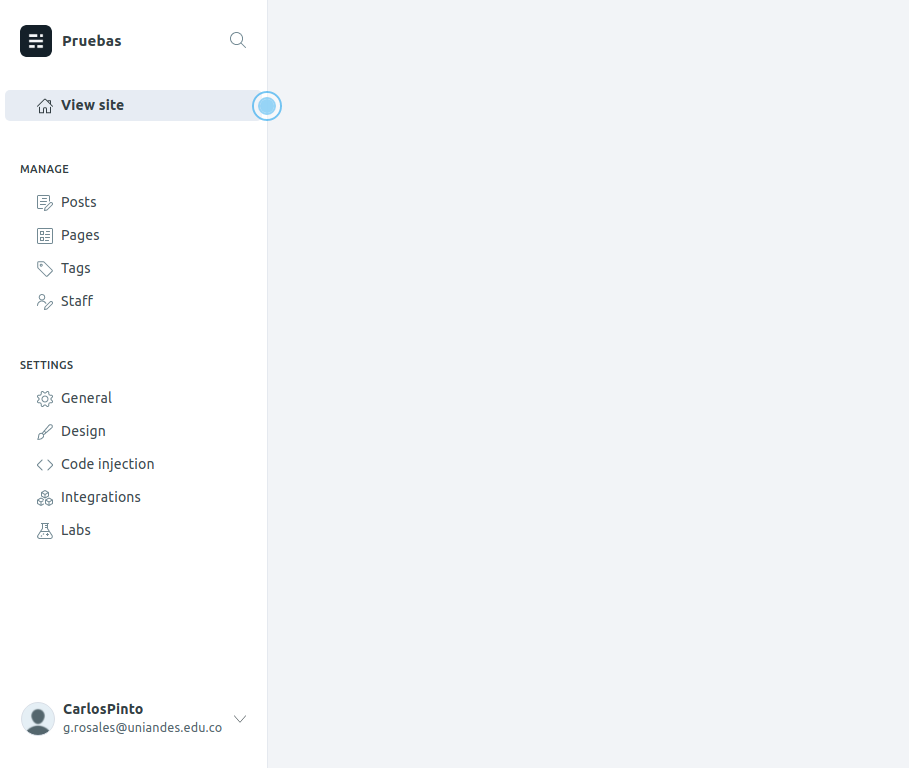 Pruebas
View site
MANAGE
Posts
Pages
Tags
Staff
SETTINGS
General
Design
Code injection
Integrations
Labs
CarlosPinto
g.rosales@uniandes.edu.co